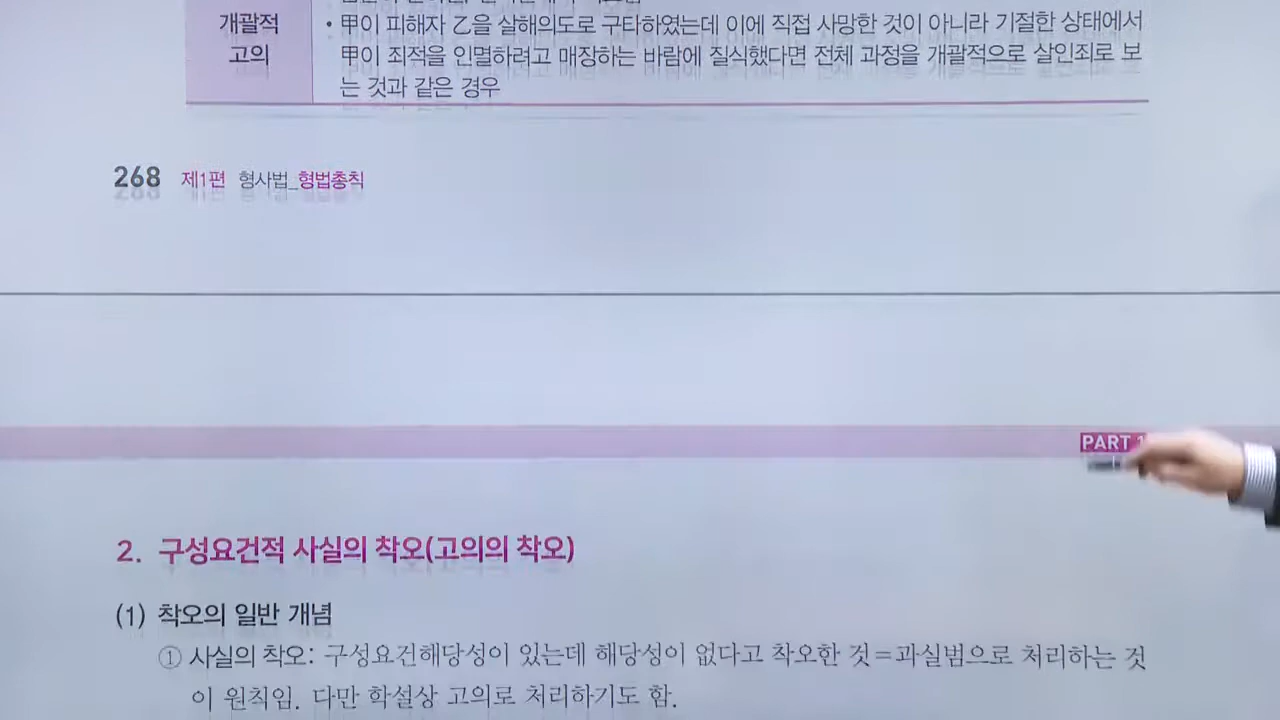 개괄적
고의
• 甲이 피해자 乙을 살해의도로 구타하였는데 이에 직접 사망한 것이 아니라 기절한 상태에서
甲이 죄적을 인멸하려고 매장하는 바람에 질식했다면 전체 과정을 개괄적으로 살인죄로 보
는 것과 같은 경우
268 제1편 형사법_형법총칙
PART 1
2. 구성요건적 사실의 착오(고의의 착오)
(1) 착오의 일반 개념
① 사실의 착오: 구성요건해당성이 있는데 해당성이 없다고 착오한 것=과실범으로 처리하는 것
이 원칙임. 다만 학설상 고의로 처리하기도 함.